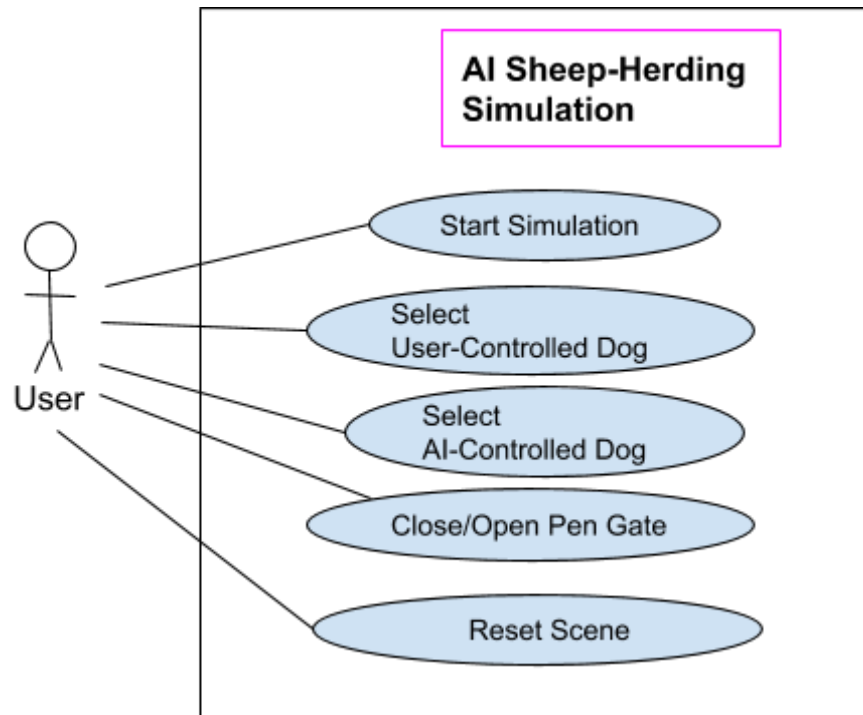 AI Sheep-Herding
Simulation
Start Simulation
Select
User-Controlled Dog
Select
AI-Controlled Dog
User
Close/Open Pen Gate
Reset Scene